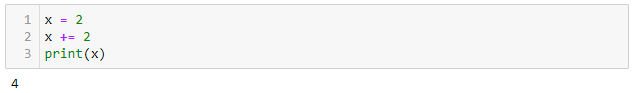 1 x = 2
2 x += 2
3 print(x)
4